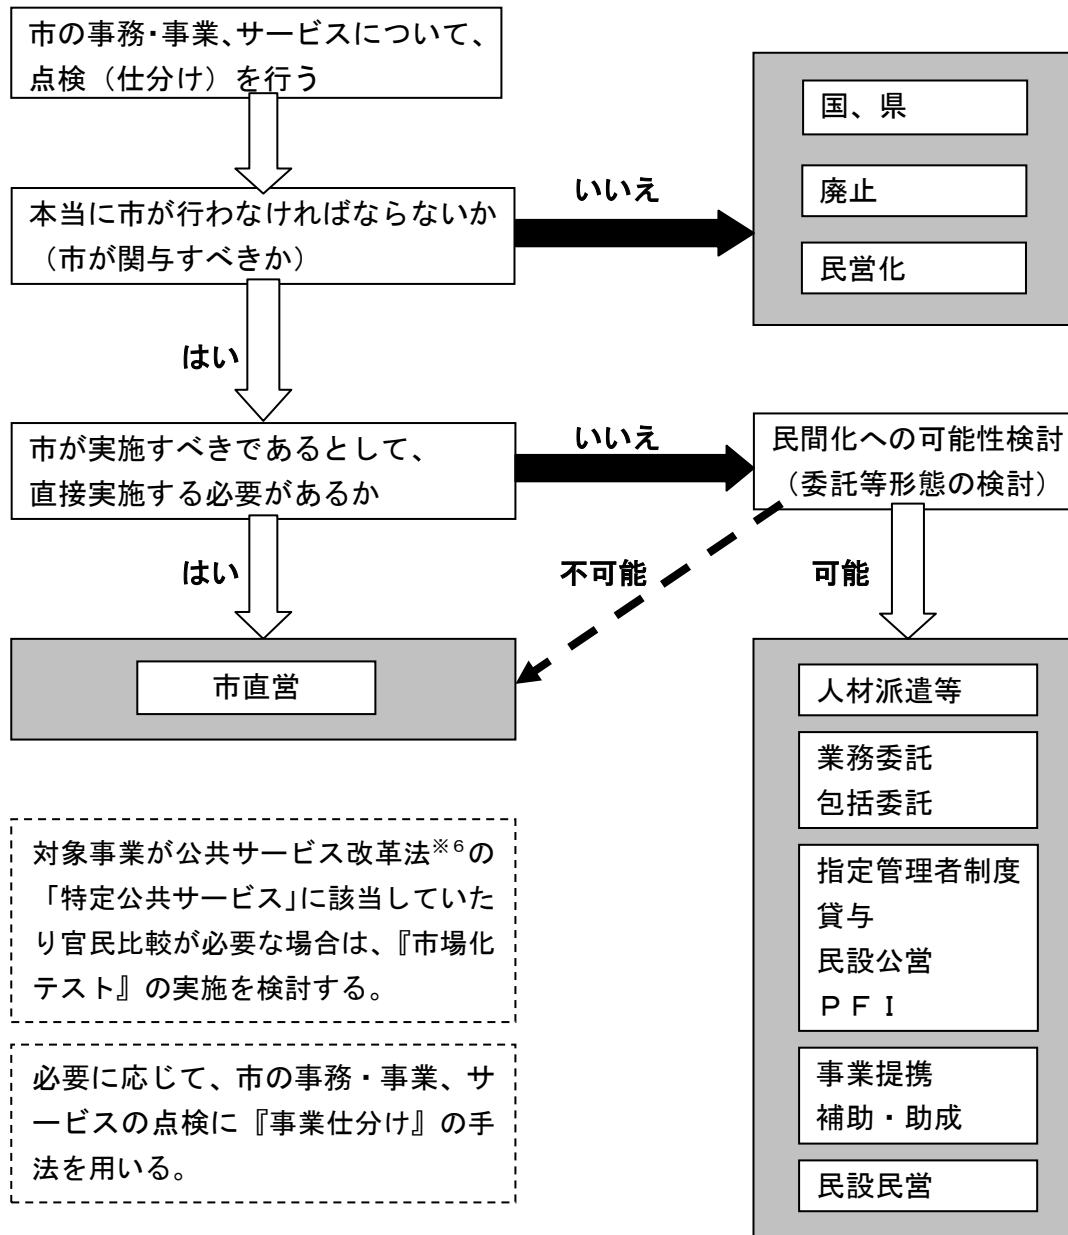 市の事務・事業、サービスについて、
点検（仕分け）を行う
国、県
廃止
民営化
いいえ
本当に市が行わなければならないか
（市が関与すべきか）
はい
市が実施すべきであるとして、
直接実施する必要があるか
いいえ
民間化への可能性検討
（委託等形態の検討）
はい
不可能
可能
市直営
人材派遣等
業務委託
包括委託
指定管理者制度
貸与
民設公営
ＰＦＩ
事業提携
補助・助成
民設民営
対象事業が公共サービス改革法※６の
「特定公共サービス」に該当していた
り官民比較が必要な場合は、『市場化
テスト』の実施を検討する。
必要に応じて、市の事務・事業、サ
ービスの点検に『事業仕分け』の手
法を用いる。